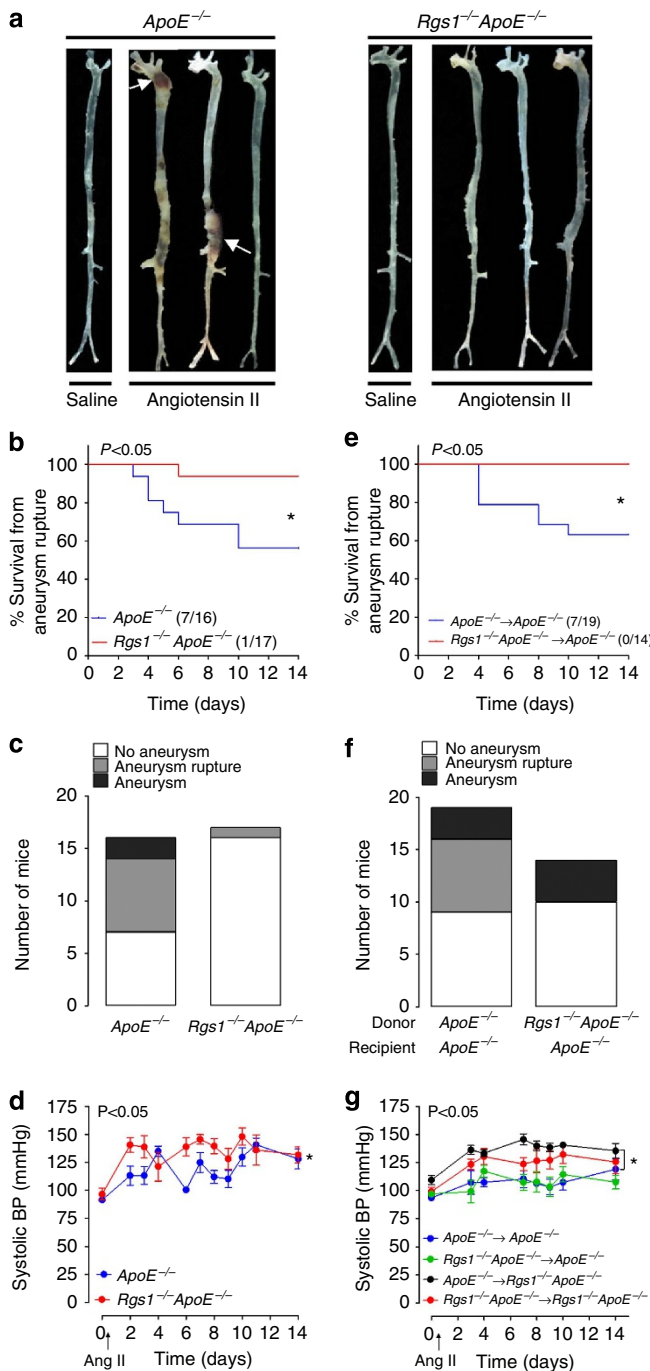 a
ApoE−/−
Rgs1−/−ApoE−/−
Saline
Angiotensin II
Saline
Angiotensin II
b
P<0.05
100
80
60
40
20
0
% Survival from
aneurysm rupture
*
ApoE−/− (7/16)
Rgs1−/− ApoE−/− (1/17)
0 2 4 6 8 10 12 14
Time (days)
e
P<0.05
100
80
60
40
20
0
% Survival from
aneurysm rupture
*
ApoE−/−→ApoE−/− (7/19)
Rgs1−/−ApoE−/−→ApoE−/− (0/14)
0 2 4 6 8 10 12 14
Time (days)
c
No aneurysm
Aneurysm rupture
Aneurysm
20
15
10
5
0
Number of mice
ApoE−/−
Rgs1−/−ApoE−/−
f
No aneurysm
Aneurysm rupture
Aneurysm
20
15
10
5
0
Number of mice
Donor ApoE−/− Rgs1−/−ApoE−/−
Recipient ApoE−/− ApoE−/−
d
P<0.05
175
150
125
100
75
50
25
0
Systolic BP (mmHg)
*
ApoE−/−
Rgs1−/−ApoE−/−
0 2 4 6 8 10 12 14
Ang II
Time (days)
g
P<0.05
175
150
125
100
75
50
25
0
Systolic BP (mmHg)
*
ApoE−/−→ApoE−/−
Rgs1−/−ApoE−/−→ApoE−/−
ApoE−/−→Rgs1−/−ApoE−/−
Rgs1−/−ApoE−/−→Rgs1−/−ApoE−/−
0 2 4 6 8 10 12 14
Ang II
Time (days)